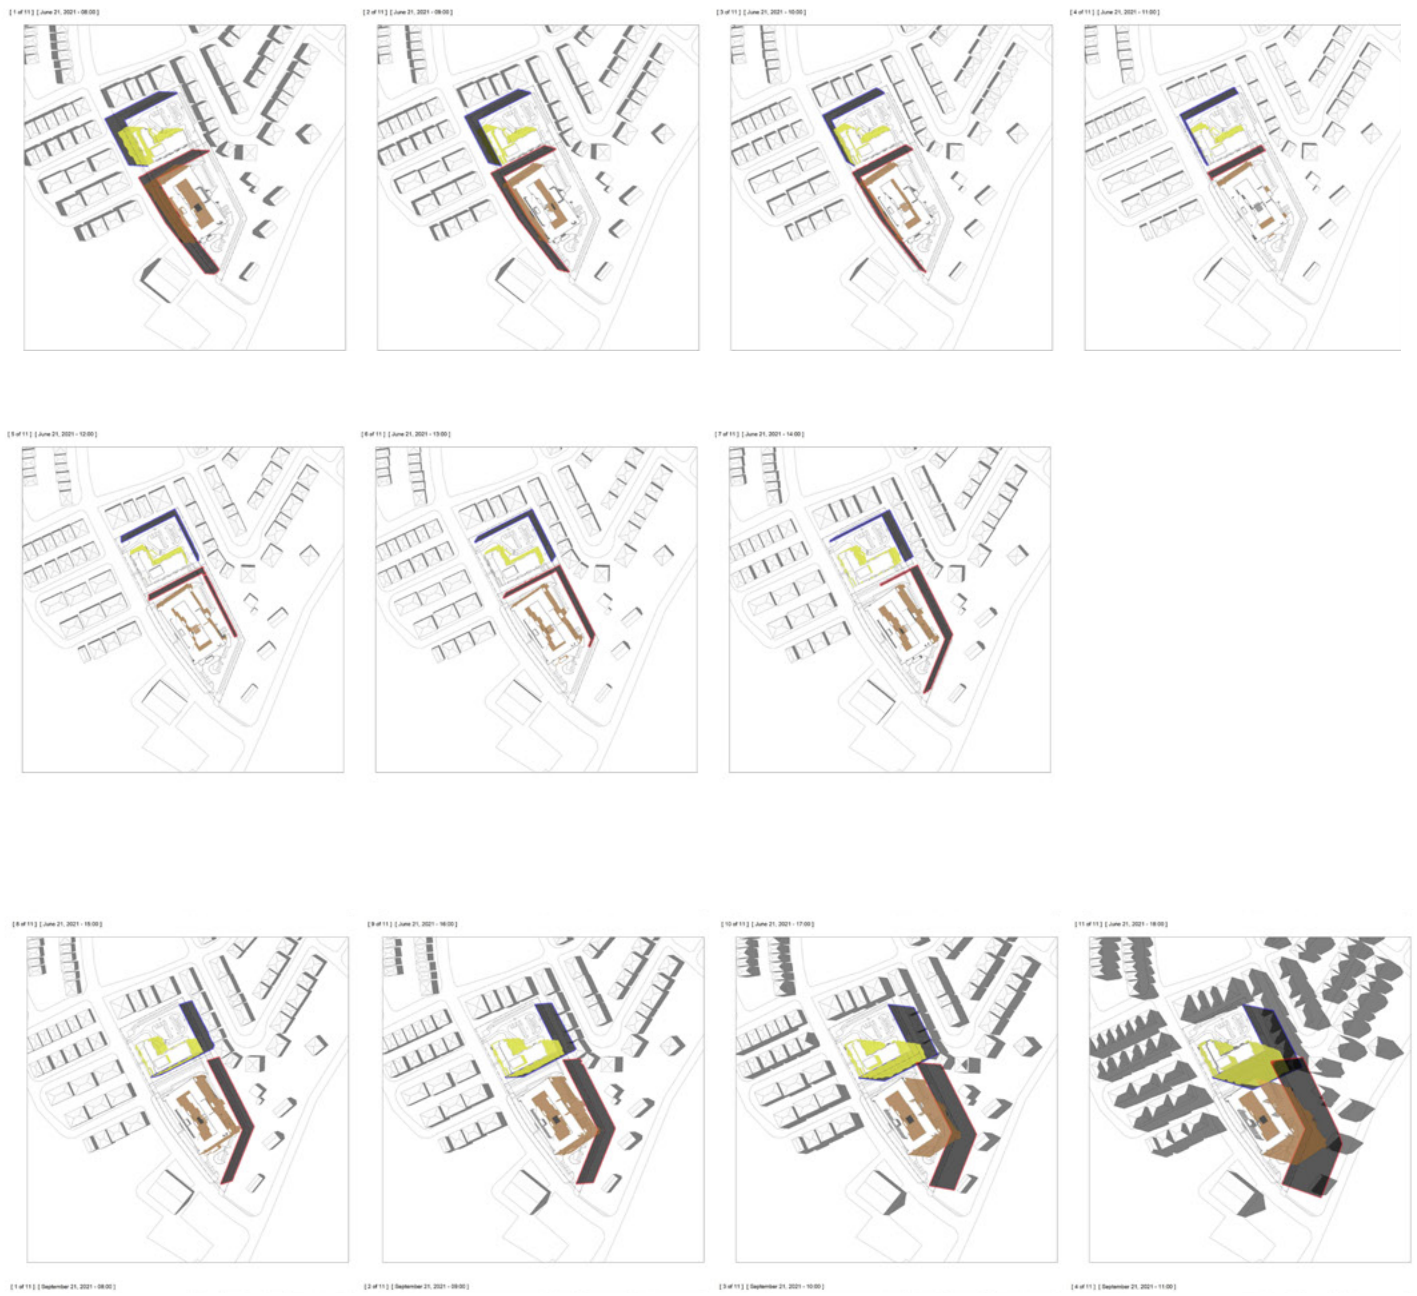 [ 1 of 11 ] [ June 21, 2021 - 08:00 ]
[ 2 of 11 ] [ June 21, 2021 - 09:00 ]
[ 3 of 11 ] [ June 21, 2021 - 10:00 ]
[ 4 of 11 ] [ June 21, 2021 - 11:00 ]
[ 5 of 11 ] [ June 21, 2021 - 12:00 ]
[ 6 of 11 ] [ June 21, 2021 - 13:00 ]
[ 7 of 11 ] [ June 21, 2021 - 14:00 ]
[ 8 of 11 ] [ June 21, 2021 - 15:00 ]
[ 9 of 11 ] [ June 21, 2021 - 16:00 ]
[ 10 of 11 ] [ June 21, 2021 - 17:00 ]
[ 11 of 11 ] [ June 21, 2021 - 18:00 ]
[ 1 of 11 ] [ September 21, 2021 - 08:00 ]
[ 2 of 11 ] [ September 21, 2021 - 09:00 ]
[ 3 of 11 ] [ September 21, 2021 - 10:00 ]
[ 4 of 11 ] [ September 21, 2021 - 11:00 ]